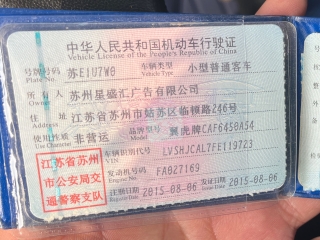 中华人民共和国机动车行驶证
Vehicle License of the People's Republic of China
号牌号码 苏E1U7W8 车辆类型 小型普通客车
Plate No. Vehicle Type
所有人 苏州星盛汇广告有限公司
Owner
住址 江苏省苏州市姑苏区临顿路246号
Address
使用性质 非营运 品牌型号 翼虎牌CAF6450A54
Use Character Model
江苏省苏州市公安局交通警察支队
车辆识别代号 LVSHJCAL7FE119723
VIN
发动机号码 FA027169
Engine No.
注册日期 2015-08-06 发证日期 2015-08-06
Register Date Issue Date